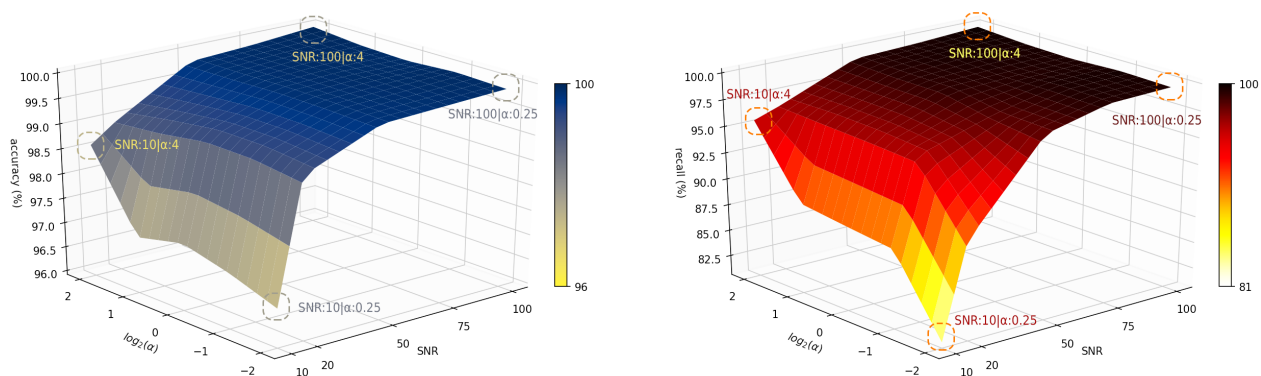 SNR:100|α:4
100.0
99.5
99.0
98.5
98.0
97.5
97.0
96.5
96.0
accuracy (%)
SNR:10|α:4
SNR:100|α:0.25
SNR:10|α:0.25
2
1
0
−1
−2
log₂(α)
10
20
50
75
100
SNR
100
96
SNR:100|α:4
SNR:10|α:4
100.0
97.5
95.0
92.5
90.0
87.5
85.0
82.5
recall (%)
SNR:100|α:0.25
SNR:10|α:0.25
2
1
0
−1
−2
log₂(α)
10
20
50
75
100
SNR
100
81